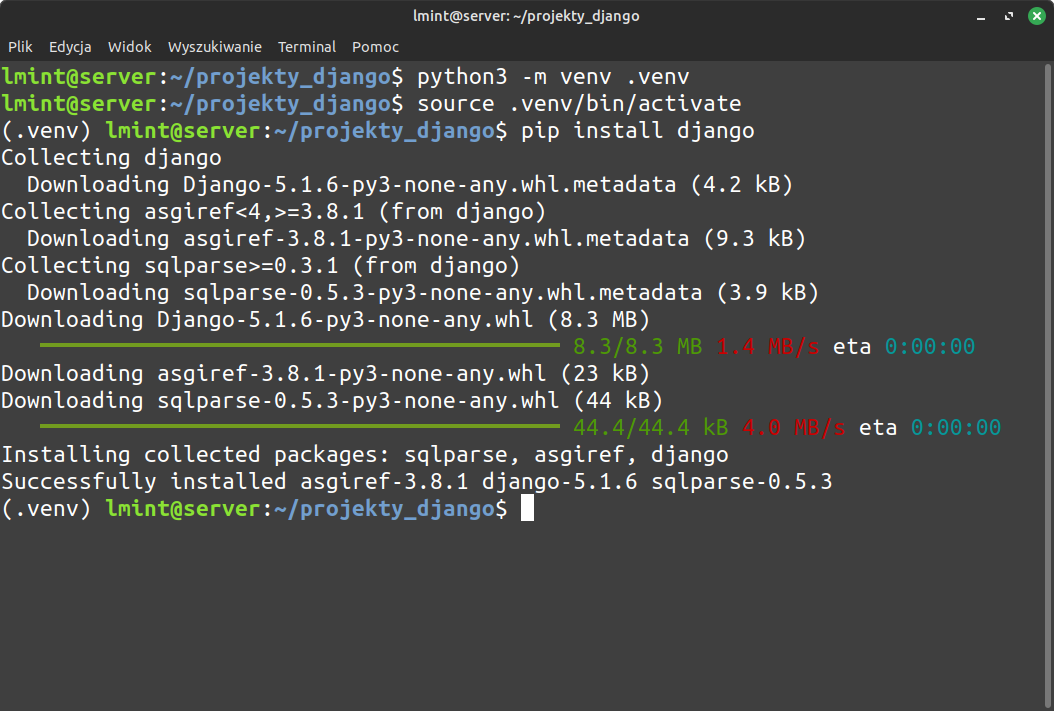 lmint@server: ~/projekty_django
Plik Edycja Widok Wyszukiwanie Terminal Pomoc
lmint@server:~/projekty_django$ python3 -m venv .venv
lmint@server:~/projekty_django$ source .venv/bin/activate
(.venv) lmint@server:~/projekty_django$ pip install django
Collecting django
  Downloading Django-5.1.6-py3-none-any.whl.metadata (4.2 kB)
Collecting asgiref<4,>=3.8.1 (from django)
  Downloading asgiref-3.8.1-py3-none-any.whl.metadata (9.3 kB)
Collecting sqlparse>=0.3.1 (from django)
  Downloading sqlparse-0.5.3-py3-none-any.whl.metadata (3.9 kB)
Downloading Django-5.1.6-py3-none-any.whl (8.3 MB)
8.3/8.3 MB 1.4 MB/s eta 0:00:00
Downloading asgiref-3.8.1-py3-none-any.whl (23 kB)
Downloading sqlparse-0.5.3-py3-none-any.whl (44 kB)
44.4/44.4 kB 4.0 MB/s eta 0:00:00
Installing collected packages: sqlparse, asgiref, django
Successfully installed asgiref-3.8.1 django-5.1.6 sqlparse-0.5.3
(.venv) lmint@server:~/projekty_django$